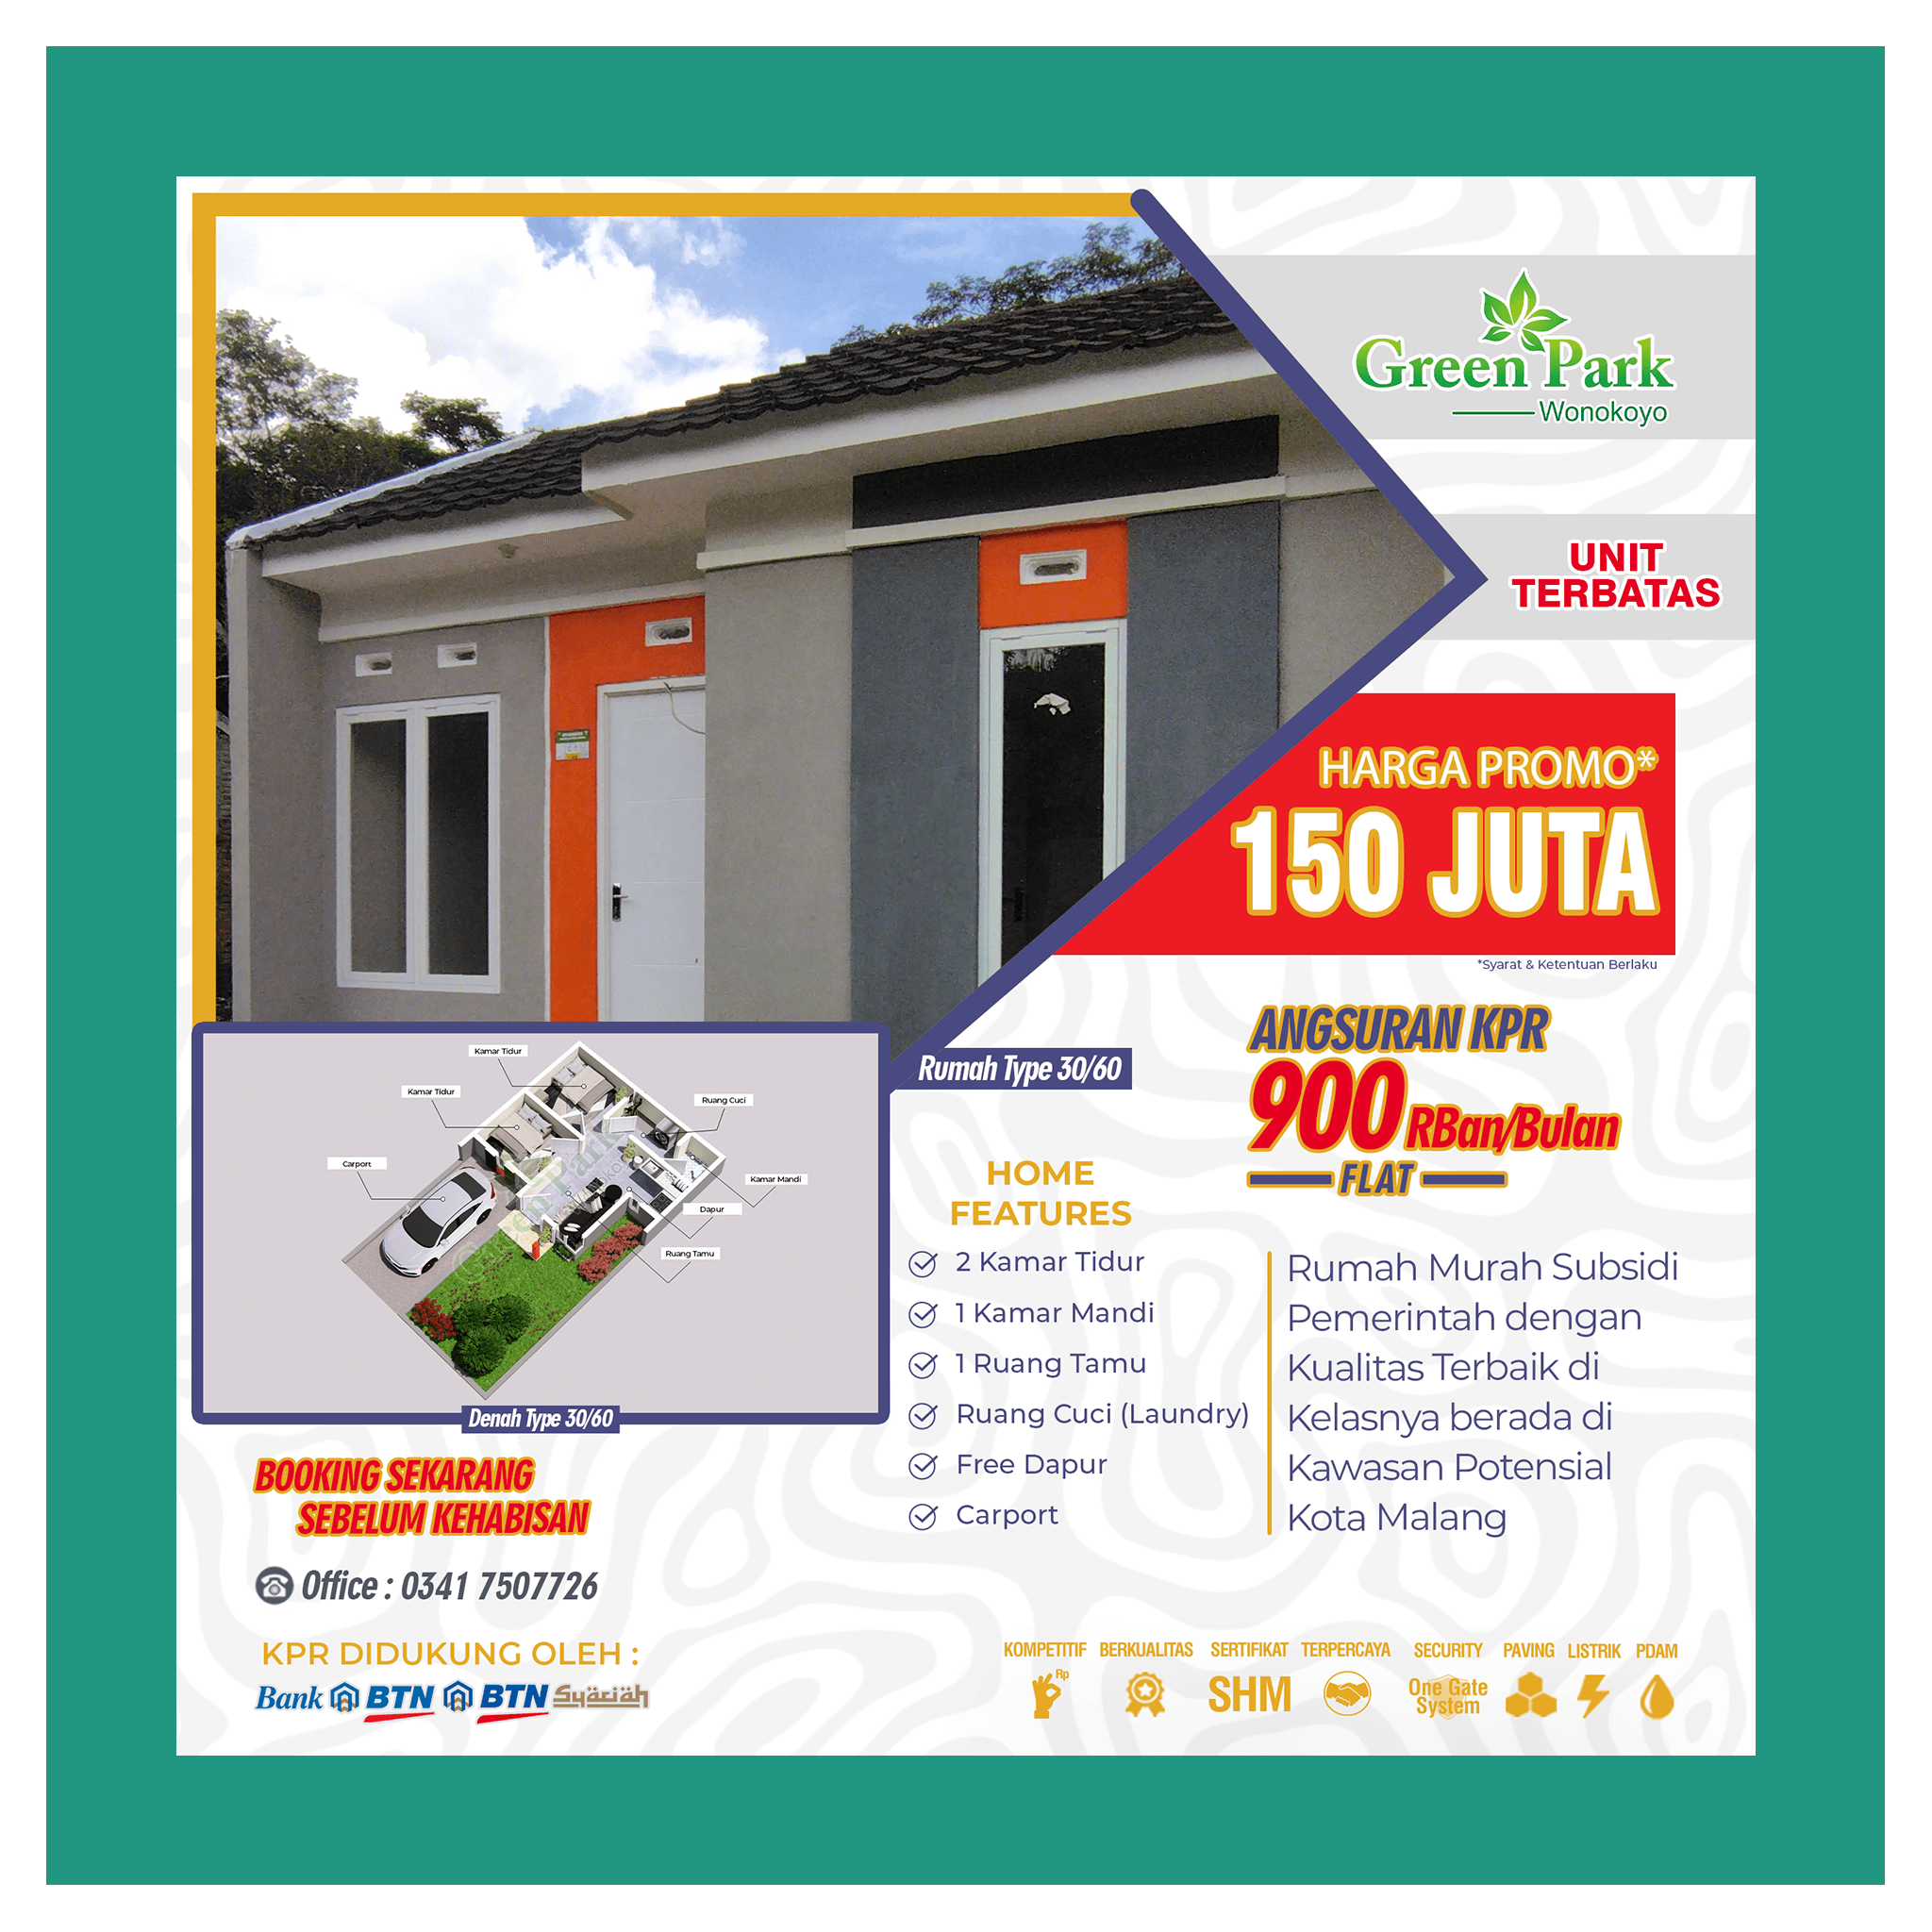 Green Park
Wonokoyo
UNIT
TERBATAS
HARGA PROMO*
150 JUTA
*Syarat & Ketentuan Berlaku
ANGSURAN KPR
900 RBan/Bulan
FLAT
Rumah Type 30/60
Kamar Tidur
Kamar Tidur
Ruang Cuci
Carport
Kamar Mandi
Dapur
Ruang Tamu
Denah Type 30/60
HOME
FEATURES
2 Kamar Tidur
1 Kamar Mandi
1 Ruang Tamu
Ruang Cuci (Laundry)
Free Dapur
Carport
Rumah Murah Subsidi
Pemerintah dengan
Kualitas Terbaik di
Kelasnya berada di
Kawasan Potensial
Kota Malang
BOOKING SEKARANG
SEBELUM KEHABISAN
Office : 0341 7507726
KPR DIDUKUNG OLEH :
Bank BTN BTN Syariah
KOMPETITIF BERKUALITAS SERTIFIKAT TERPERCAYA SECURITY PAVING LISTRIK PDAM
Rp
SHM
One Gate
System